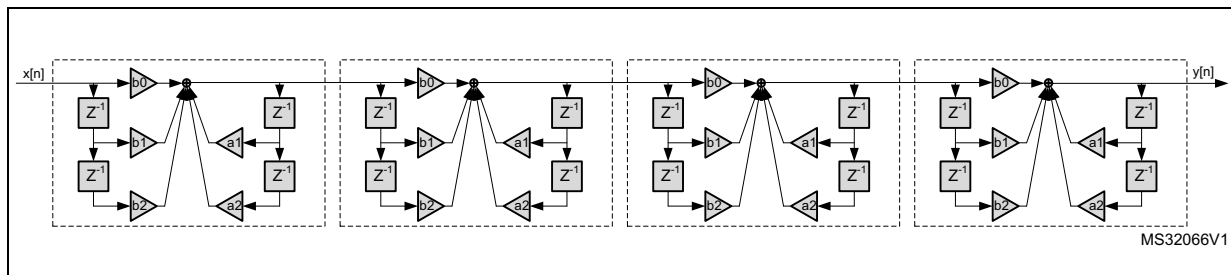 x[n] b0 b0 b0 b0 y[n]
Z-1 Z-1 Z-1 Z-1 Z-1 Z-1 Z-1 Z-1
b1 a1 b1 a1 b1 a1 b1 a1
Z-1 Z-1 Z-1 Z-1 Z-1 Z-1 Z-1 Z-1
b2 a2 b2 a2 b2 a2 b2 a2
MS32066V1